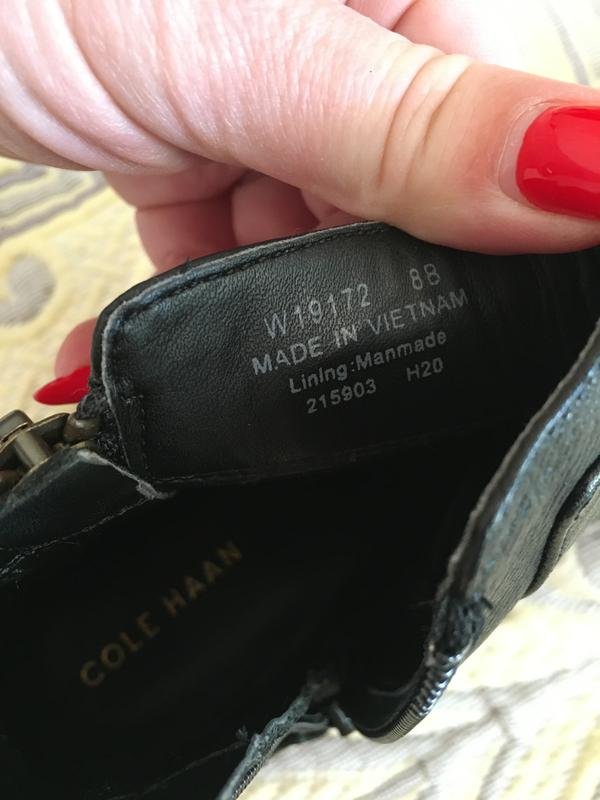 W19172 8B
MADE IN VIETNAM
Lining:Manmade
215903 H20
COLE HAAN